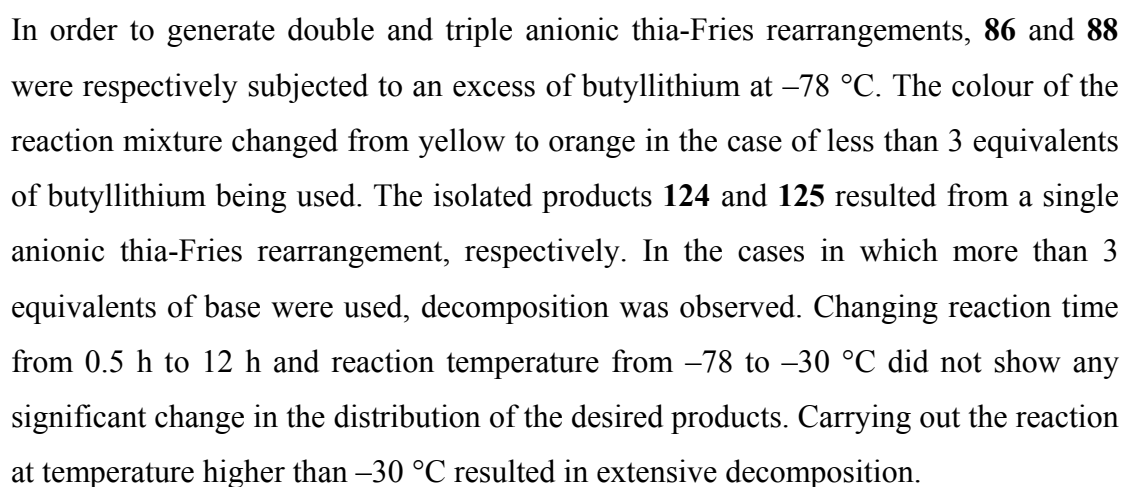 In order to generate double and triple anionic thia-Fries rearrangements, 86 and 88
were respectively subjected to an excess of butyllithium at –78 °C. The colour of the
reaction mixture changed from yellow to orange in the case of less than 3 equivalents
of butyllithium being used. The isolated products 124 and 125 resulted from a single
anionic thia-Fries rearrangement, respectively. In the cases in which more than 3
equivalents of base were used, decomposition was observed. Changing reaction time
from 0.5 h to 12 h and reaction temperature from –78 to –30 °C did not show any
significant change in the distribution of the desired products. Carrying out the reaction
at temperature higher than –30 °C resulted in extensive decomposition.